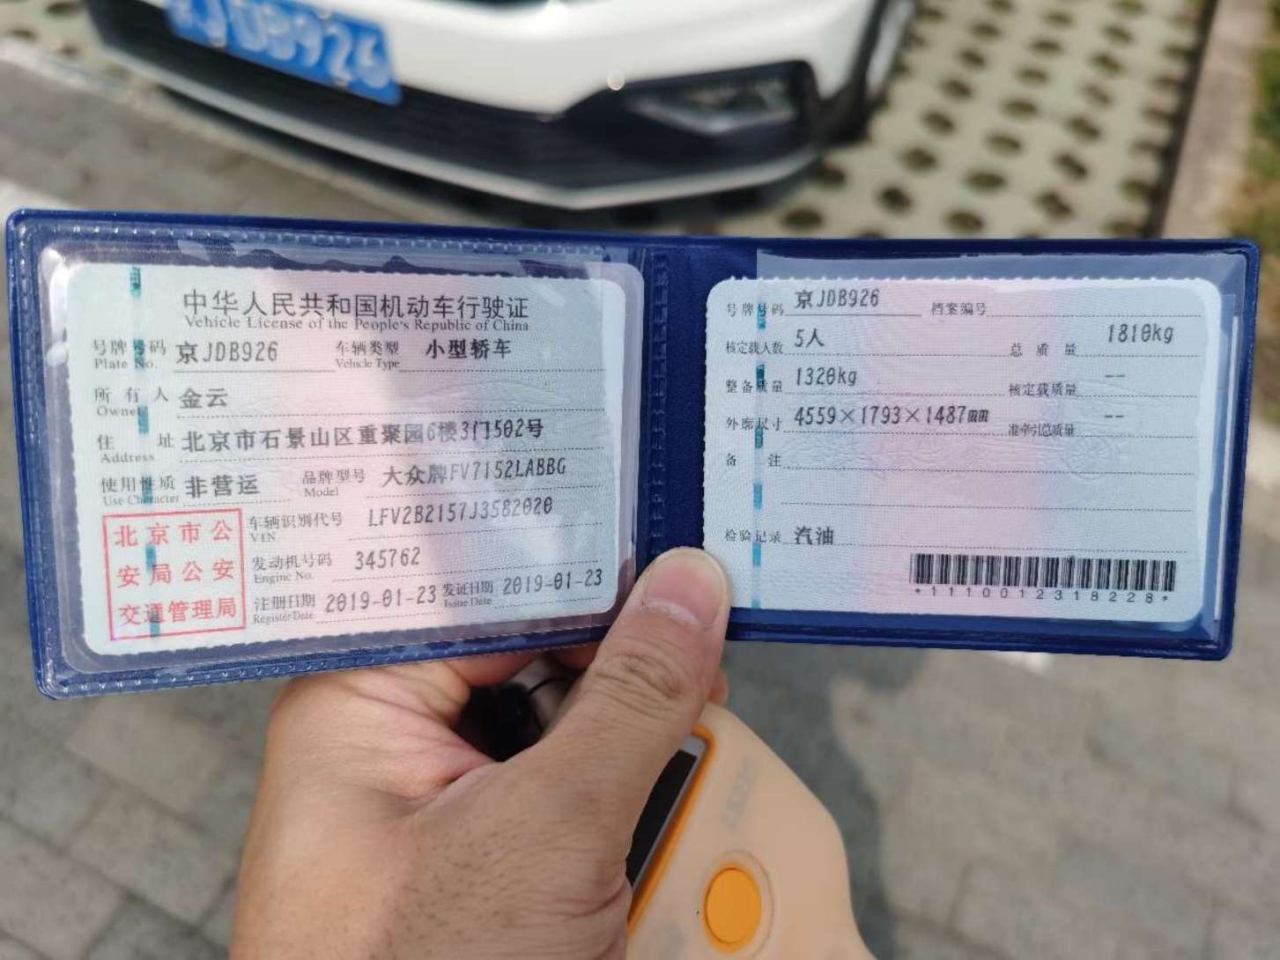 JDB926
中华人民共和国机动车行驶证
Vehicle License of the People's Republic of China
号牌号码 京JDB926 车辆类型 小型轿车
Plate No. Vehicle Type
所有人 金云
Owner
住址 北京市石景山区重聚园6楼3门502号
Address
使用性质 非营运 品牌型号 大众牌FV7152LABBG
Use Character Model
北京市公
安局公安
交通管理局
车辆识别代号 LFV2B2157J3582020
VIN
发动机号码 345762
Engine No.
注册日期 2019-01-23 发证日期 2019-01-23
Register Date Issue Date
号牌号码 京JDB926 档案编号
核定载人数 5人 总质量 1810kg
整备质量 1320kg 核定载质量 --
外廓尺寸 4559×1793×1487mm 准牵引总质量 --
备注
检验记录 汽油
*1110012318228*